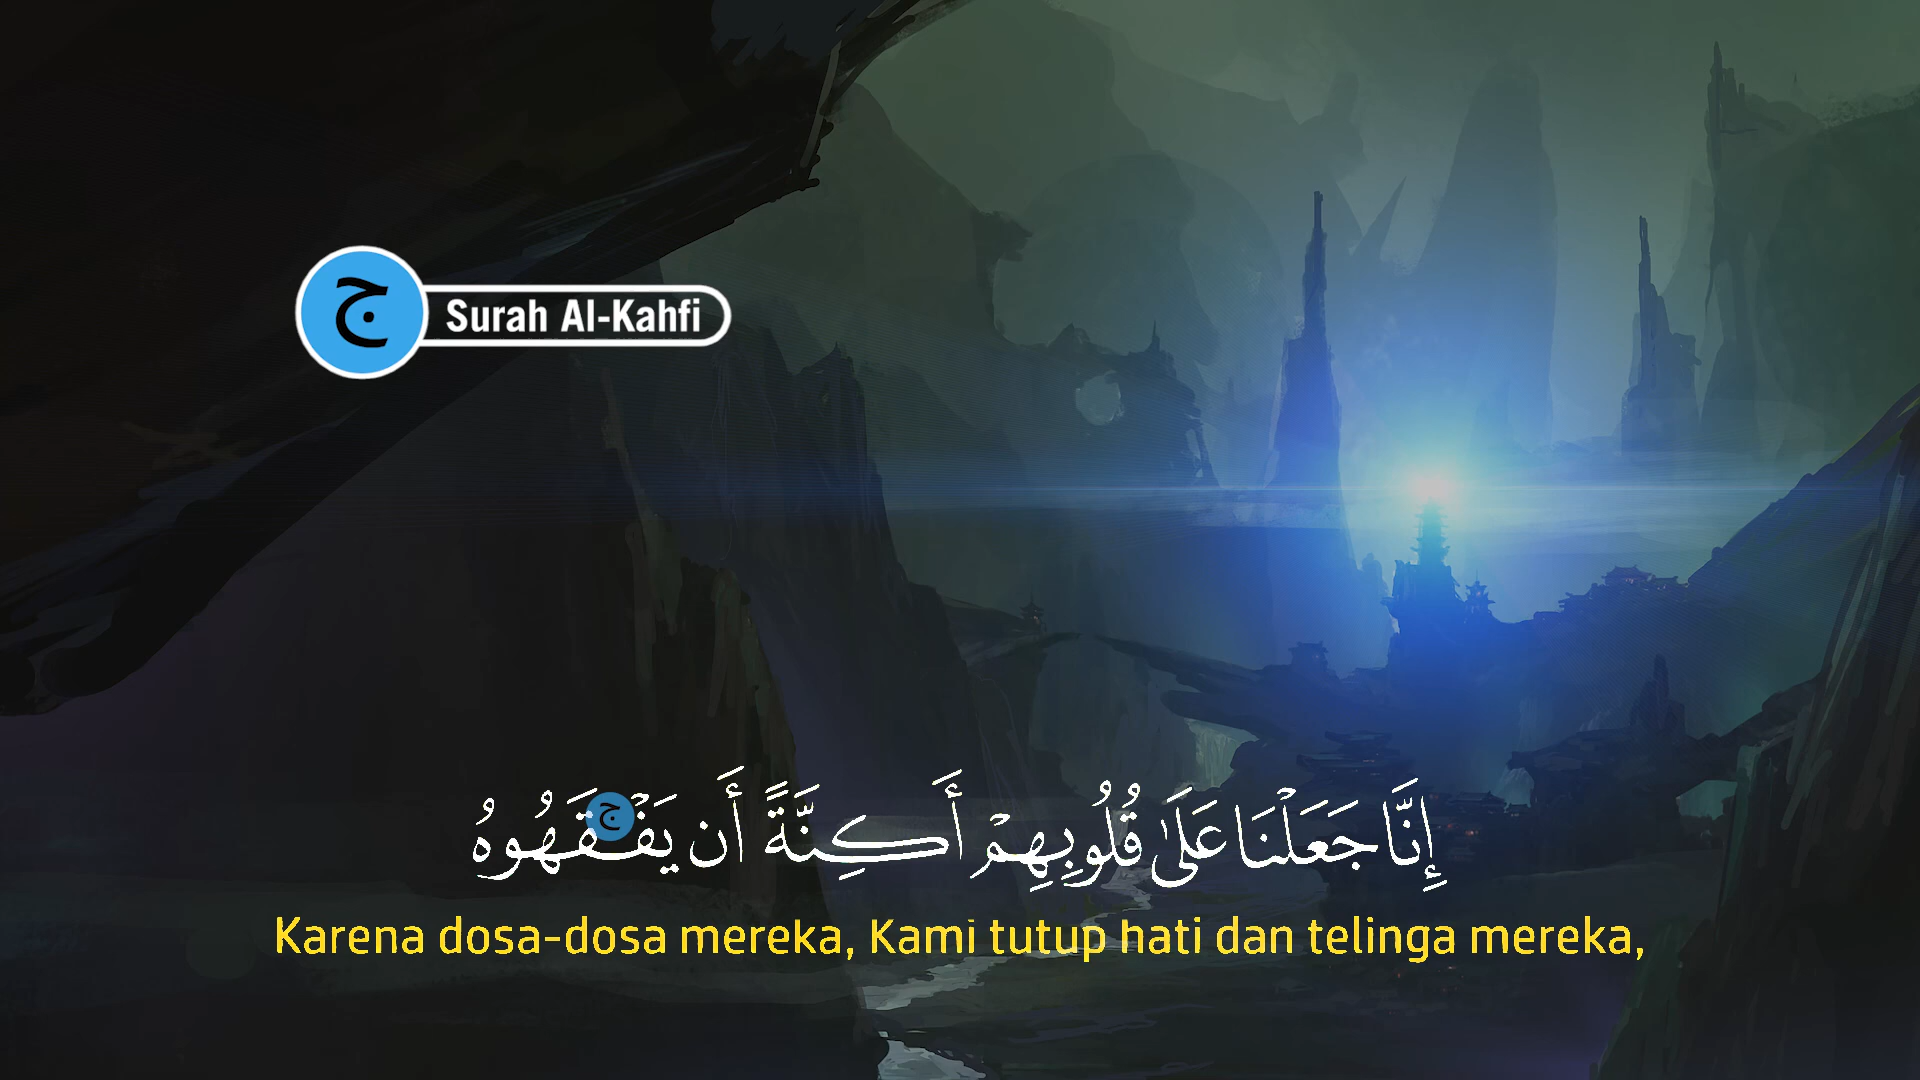 ج
Surah Al-Kahfi
إِنَّا جَعَلْنَا عَلَىٰ قُلُوبِهِمْ أَكِنَّةً أَن يَفْقَهُوهُ
ج
Karena dosa-dosa mereka, Kami tutup hati dan telinga mereka,